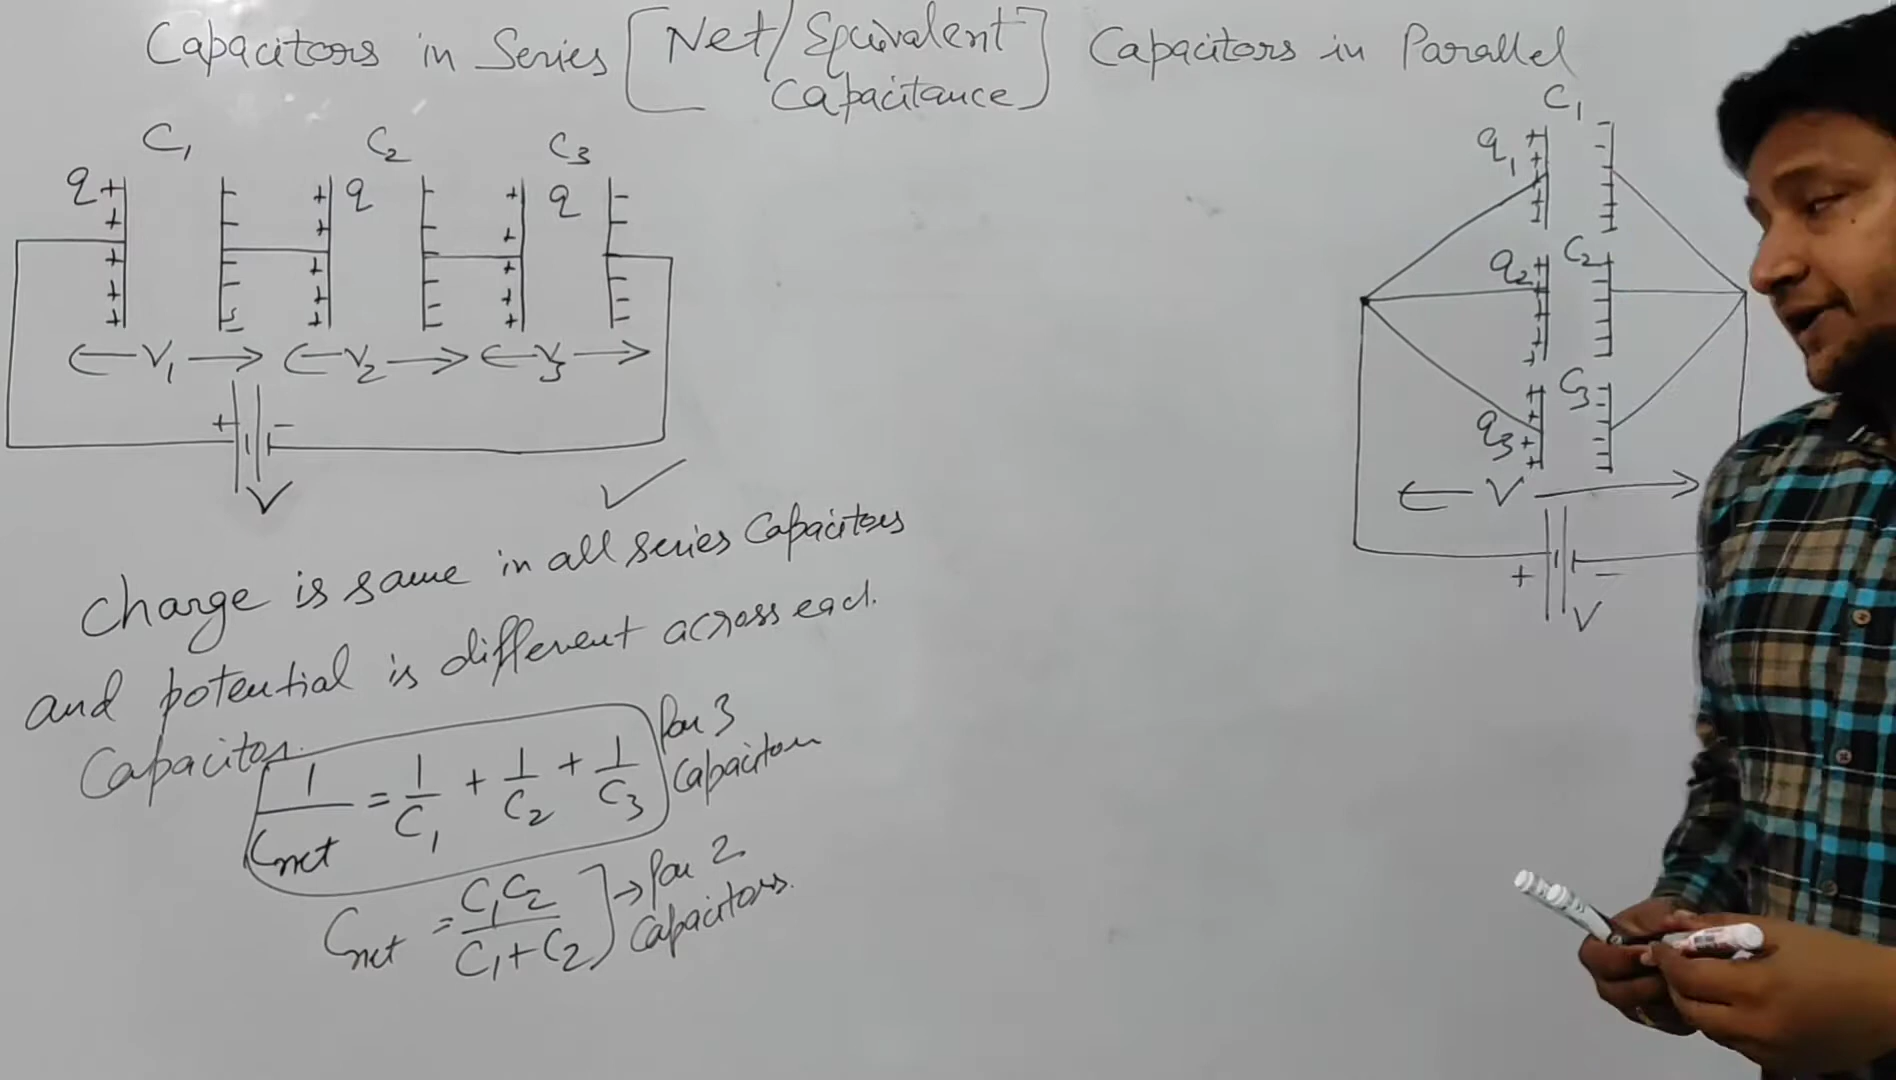 Capacitors in Series [Net/Equivalent Capacitance] Capacitors in Parallel
C₁ C₂ C₃
q q q
V₁ V₂ V₃
+ -
V
Charge is same in all series Capacitors
and potential is different across each
Capacitor.
1/Cnet = 1/C₁ + 1/C₂ + 1/C₃ For 3 Capacitors
Cnet = C₁C₂/C₁+C₂ ] → For 2 Capacitors.
C₁
q₁
q₂ C₂
C₃
q₃
V
+ -
V